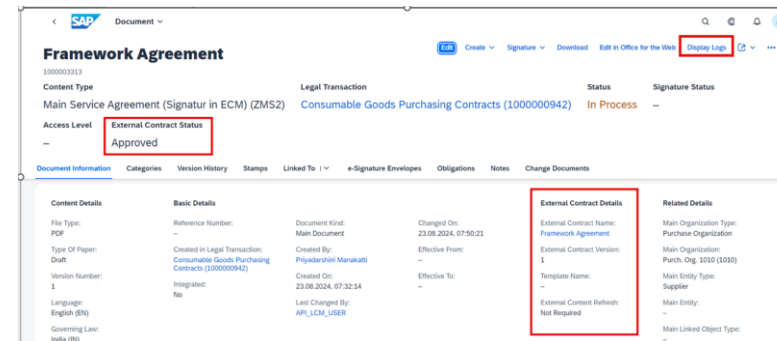 SAP Document
Framework Agreement
Edit Create Signature Download Edit in Office for the Web Display Logs
1000003313
Content Type Legal Transaction Status Signature Status
Main Service Agreement (Signatur in ECM) (ZMS2) Consumable Goods Purchasing Contracts (1000000942) In Process –
Access Level External Contract Status
– Approved
Document Information Categories Version History Stamps Linked To e-Signature Envelopes Obligations Notes Change Documents
Content Details Basic Details External Contract Details Related Details
File Type: Reference Number: Document Kind: Changed On: External Contract Name: Main Organization Type:
PDF – Main Document 23.08.2024, 07:50:21 Framework Agreement Purchase Organization
Type Of Paper: Created in Legal Transaction: Created By: Effective From: External Contract Version: Main Organization:
Draft Consumable Goods Purchasing Priyadarshini Manakatti – 1 Purch. Org. 1010 (1010)
Contracts (1000000942)
Version Number: Integrated: Created On: Effective To: Template Name: Main Entity Type:
1 No 23.08.2024, 07:32:14 – – Supplier
Language: Last Changed By: External Content Refresh: Main Entity:
English (EN) API_LCM_USER Not Required –
Governing Law: Main Linked Object Type:
India (IN) –